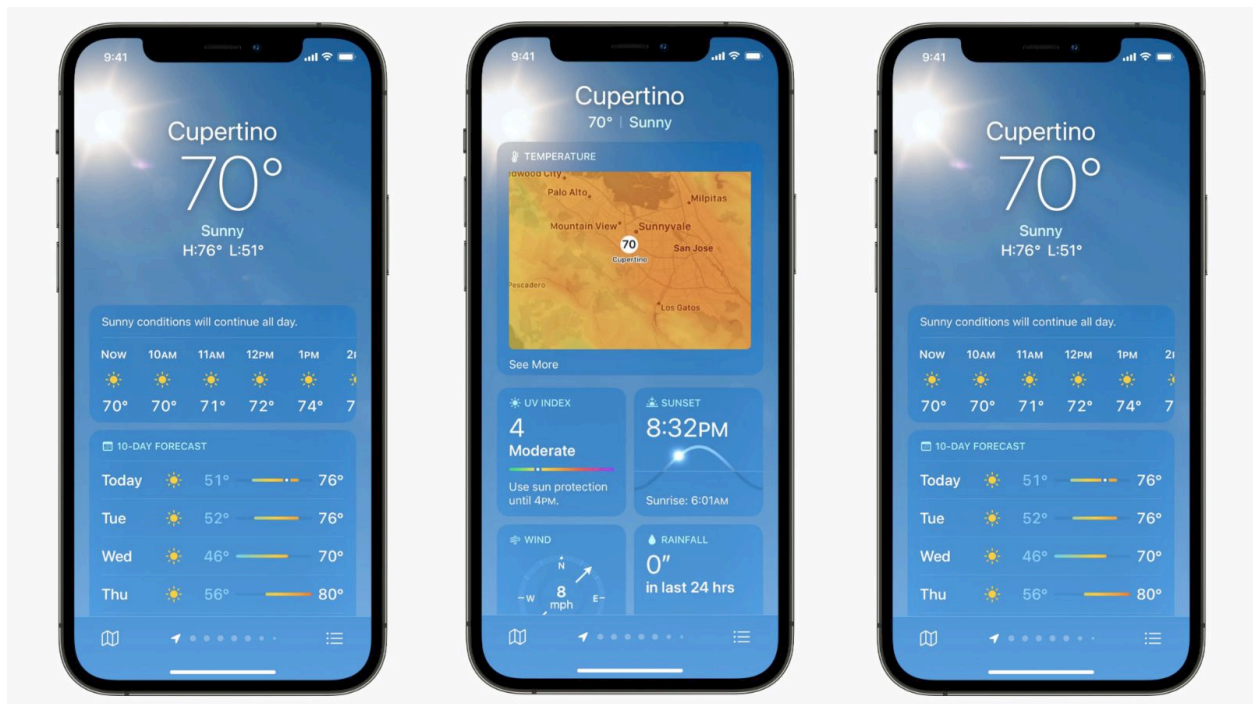 9:41
Cupertino
70°
Sunny
H:76° L:51°
Sunny conditions will continue all day.
Now 10AM 11AM 12PM 1PM
70° 70° 71° 72° 74° 7
10-DAY FORECAST
Today 51° 76°
Tue 52° 76°
Wed 46° 70°
Thu 56° 80°
9:41
Cupertino
70° | Sunny
TEMPERATURE
Palo Alto
Milpitas
Mountain View Sunnyvale
70
San Jose
Cupertino
Pescadero
Los Gatos
See More
UV INDEX
4
Moderate
Use sun protection
until 4PM.
SUNSET
8:32PM
Sunrise: 6:01AM
WIND
N
W 8 E
mph
RAINFALL
0"
in last 24 hrs
9:41
Cupertino
70°
Sunny
H:76° L:51°
Sunny conditions will continue all day.
Now 10AM 11AM 12PM 1PM
70° 70° 71° 72° 74° 7
10-DAY FORECAST
Today 51° 76°
Tue 52° 76°
Wed 46° 70°
Thu 56° 80°